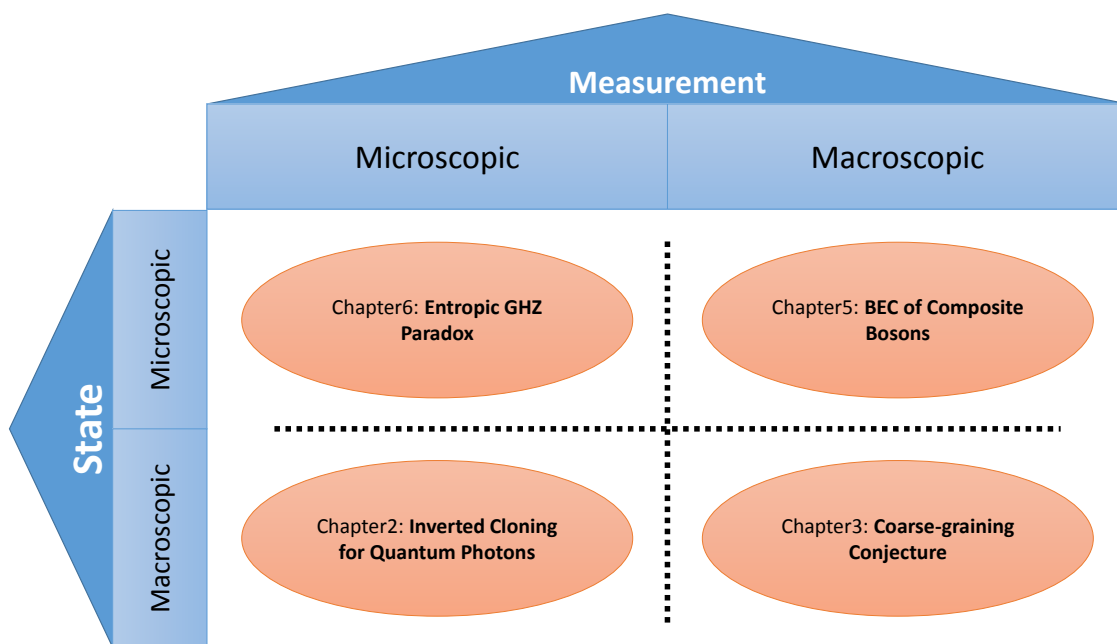 Measurement
Microscopic
Macroscopic
State
Microscopic
Chapter6: Entropic GHZ
Paradox
Chapter5: BEC of Composite
Bosons
Macroscopic
Chapter2: Inverted Cloning
for Quantum Photons
Chapter3: Coarse-graining
Conjecture